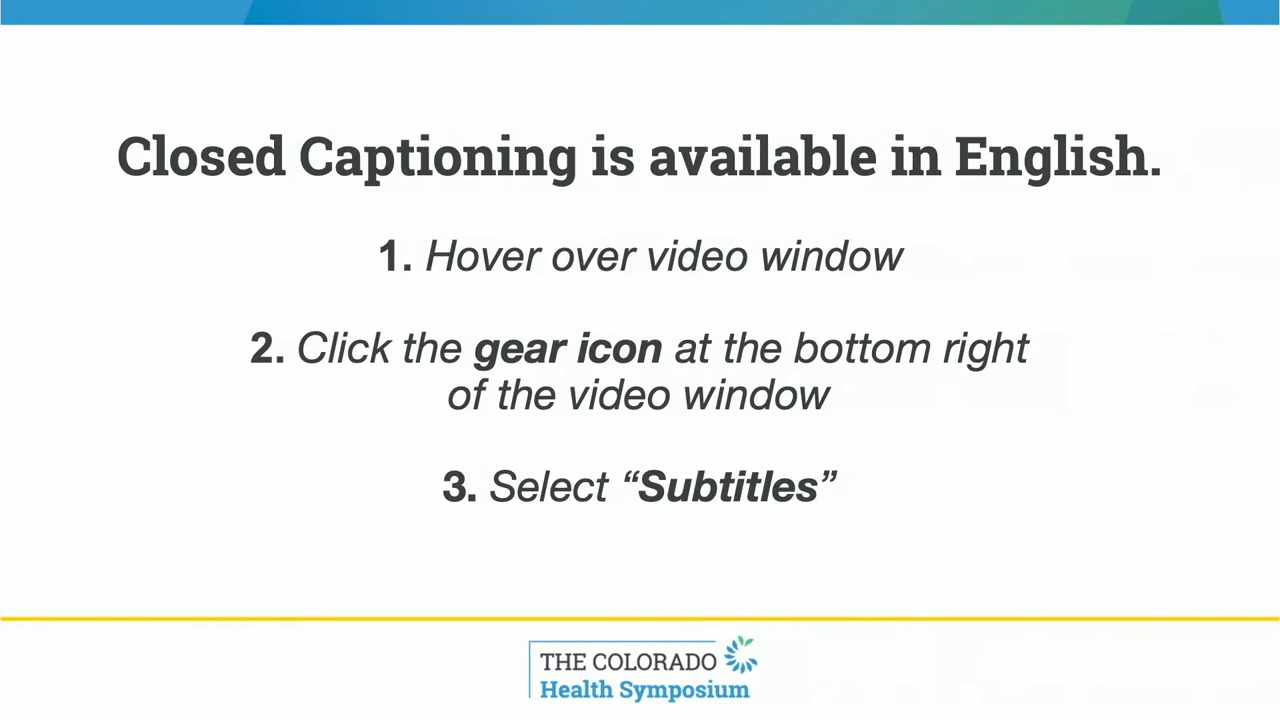 Closed Captioning is available in English.
1. Hover over video window
2. Click the gear icon at the bottom right
of the video window
3. Select “Subtitles”
THE COLORADO
Health Symposium